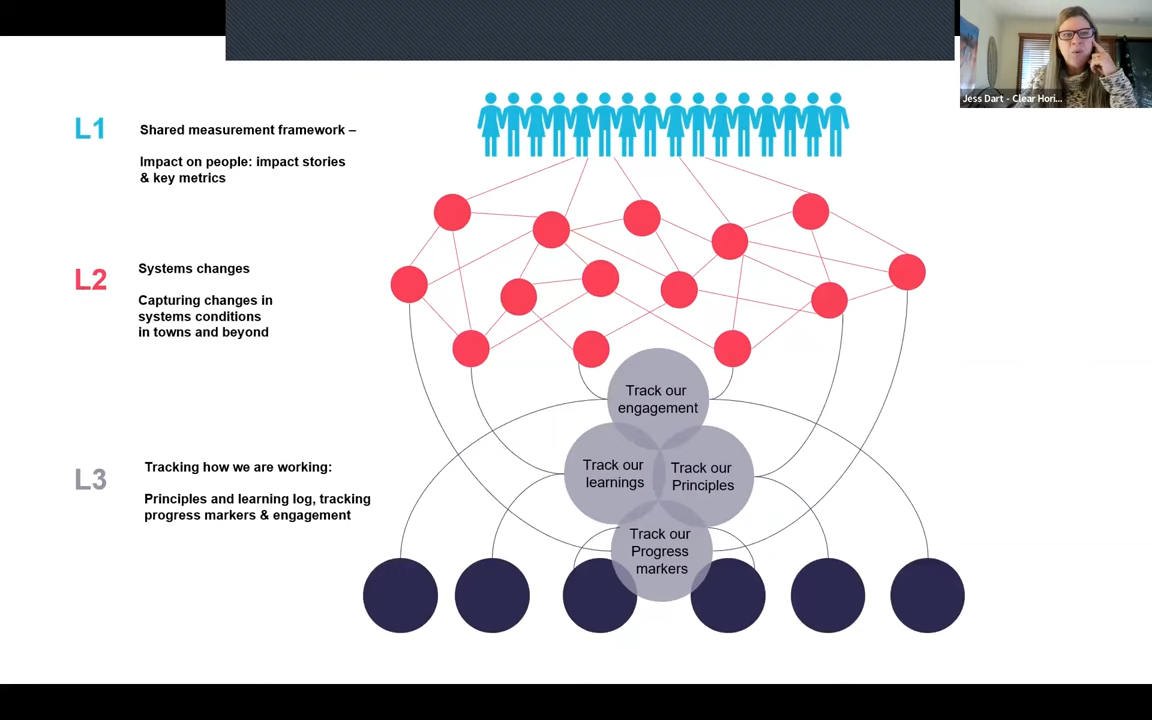 Jess Dart - Clear Hori...
L1
Shared measurement framework –
Impact on people: impact stories
& key metrics
L2
Systems changes
Capturing changes in
systems conditions
in towns and beyond
L3
Tracking how we are working:
Principles and learning log, tracking
progress markers & engagement
Track our
engagement
Track our
learnings
Track our
Principles
Track our
Progress
markers